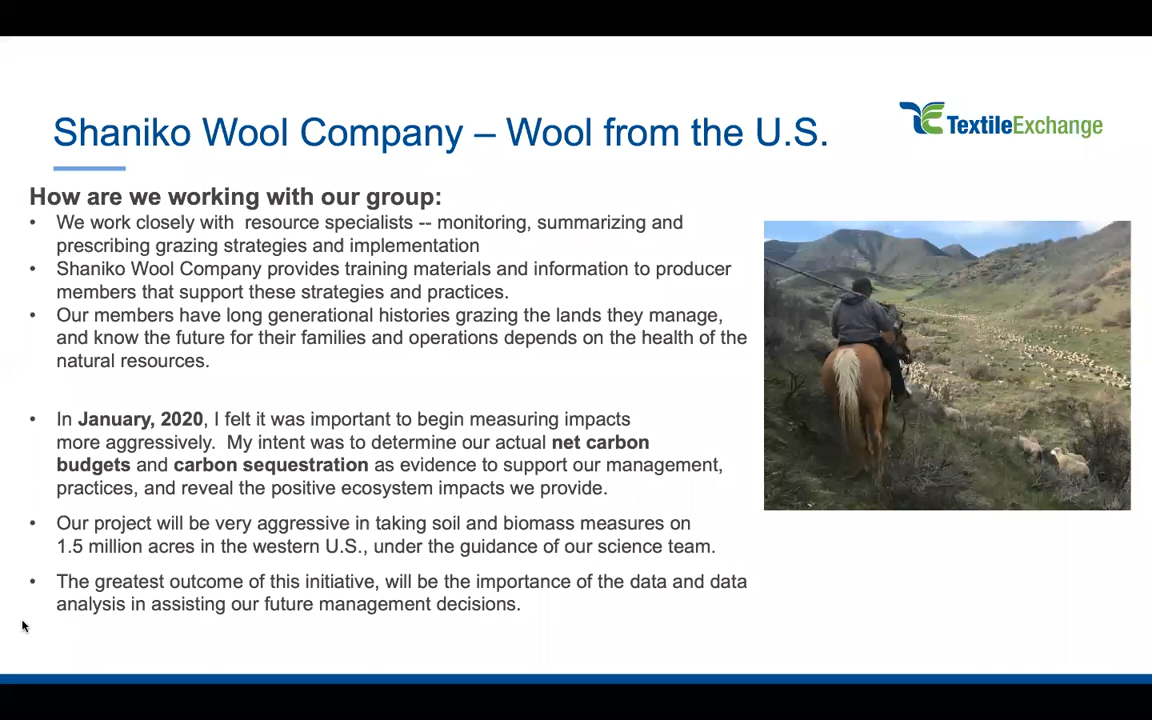 Shaniko Wool Company – Wool from the U.S.
TextileExchange
How are we working with our group:
• We work closely with  resource specialists -- monitoring, summarizing and
prescribing grazing strategies and implementation
• Shaniko Wool Company provides training materials and information to producer
members that support these strategies and practices.
• Our members have long generational histories grazing the lands they manage,
and know the future for their families and operations depends on the health of the
natural resources.
• In January, 2020, I felt it was important to begin measuring impacts
more aggressively.  My intent was to determine our actual net carbon
budgets and carbon sequestration as evidence to support our management,
practices, and reveal the positive ecosystem impacts we provide.
• Our project will be very aggressive in taking soil and biomass measures on
1.5 million acres in the western U.S., under the guidance of our science team.
• The greatest outcome of this initiative, will be the importance of the data and data
analysis in assisting our future management decisions.